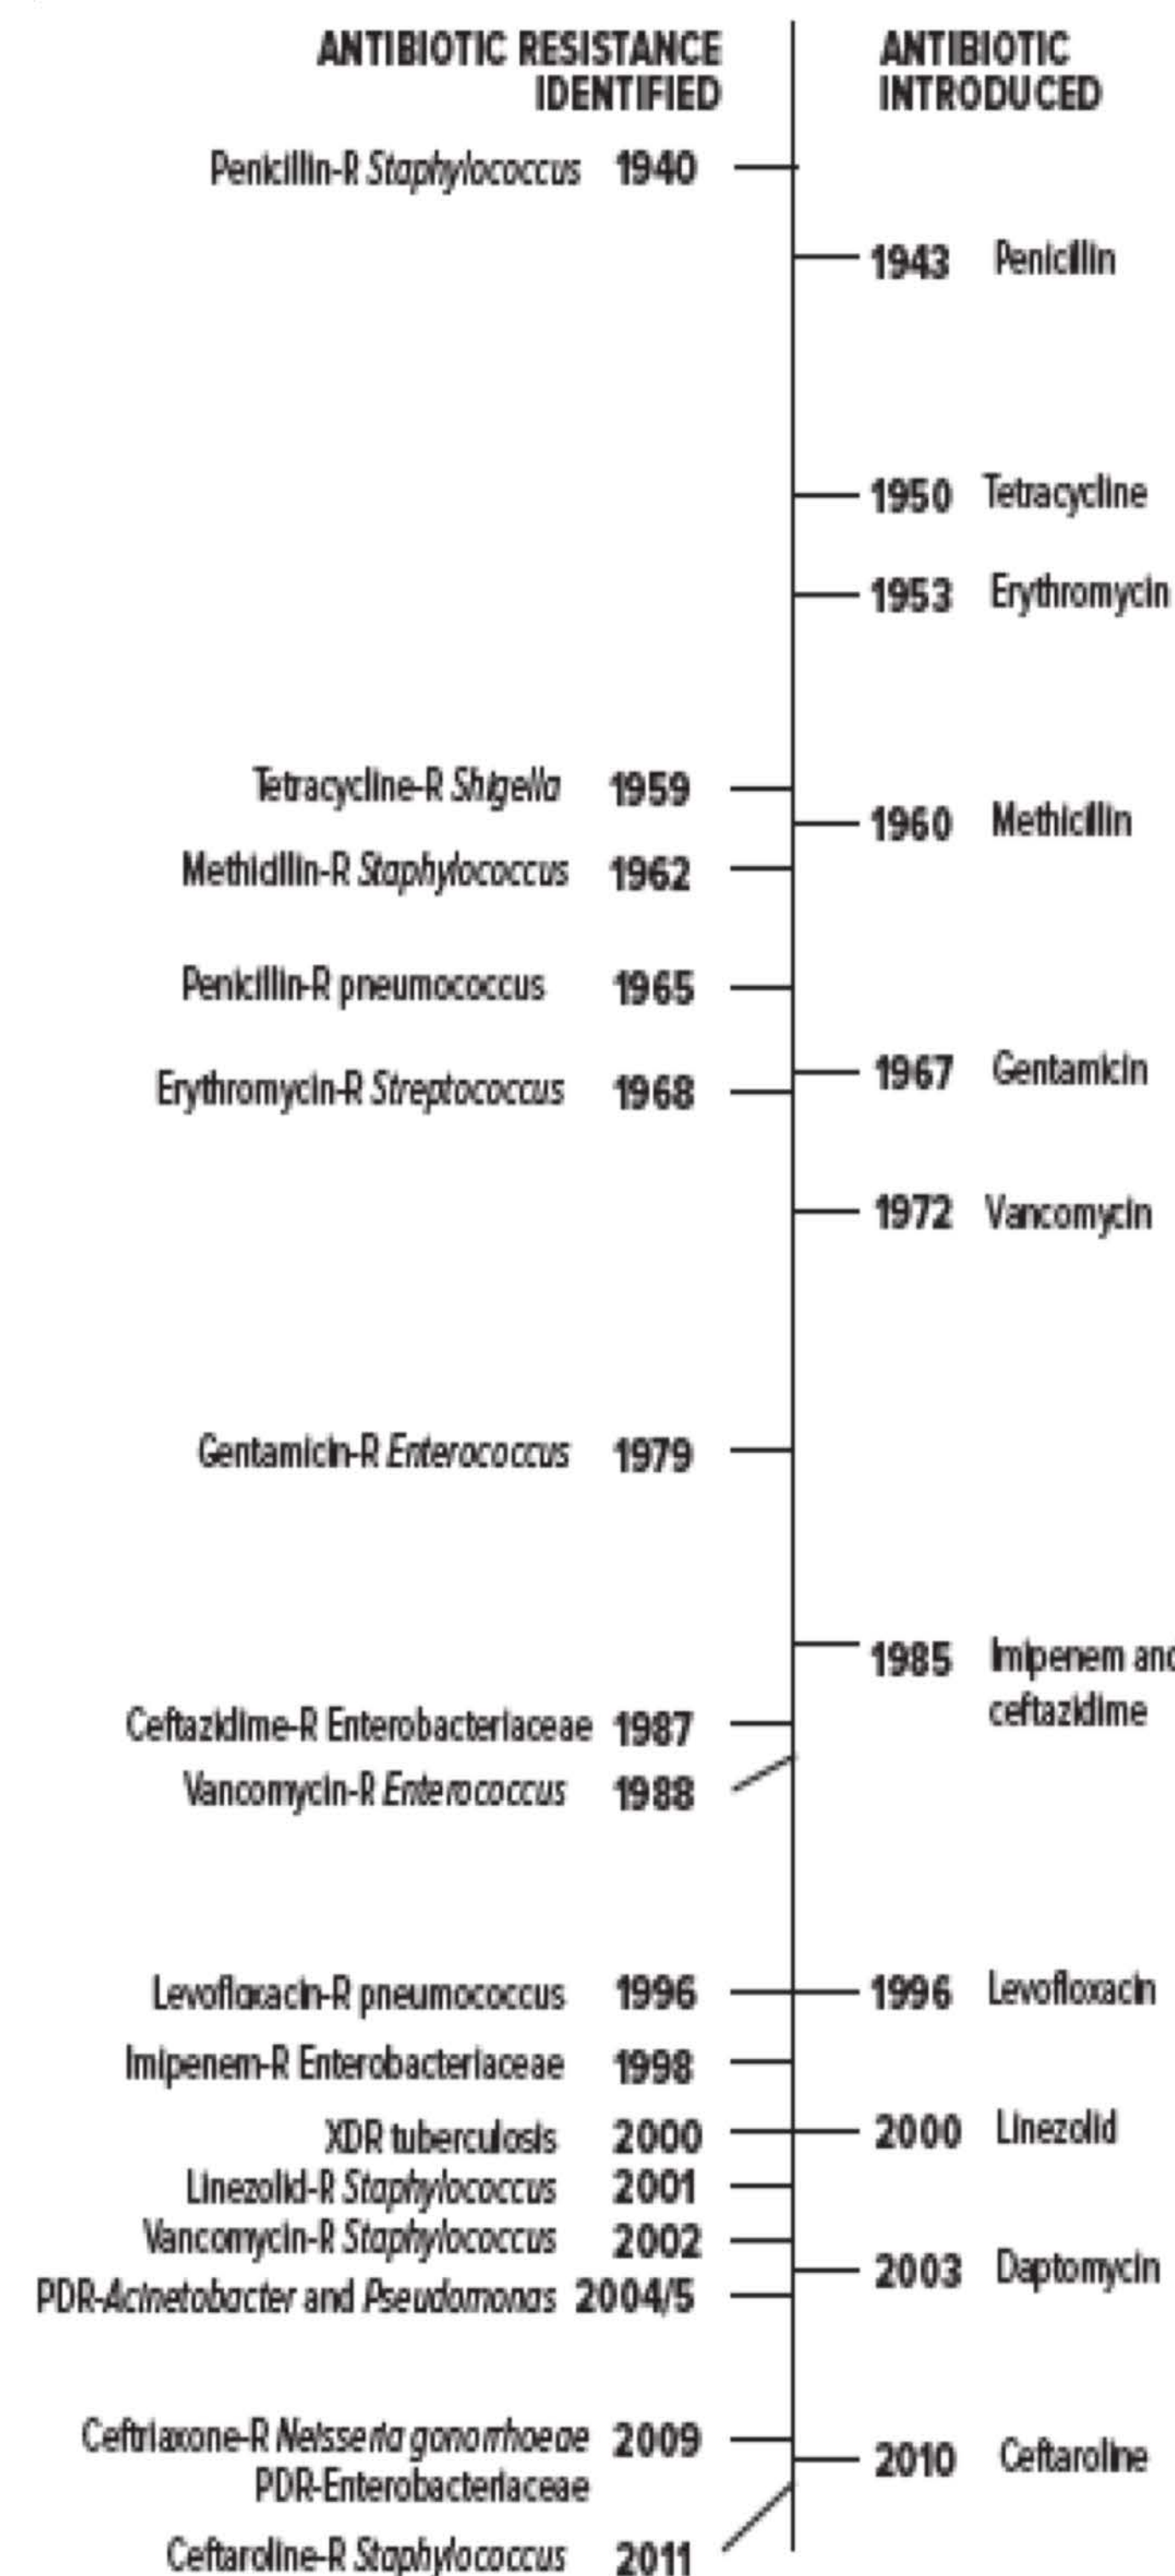 ANTIBIOTIC RESISTANCE
IDENTIFIED
ANTIBIOTIC
INTRODUCED
Penicillin-R Staphylococcus 1940
1943 Penicillin
1950 Tetracycline
1953 Erythromycin
Tetracycline-R Shigella 1959
1960 Methicillin
Methicillin-R Staphylococcus 1962
Penicillin-R pneumococcus 1965
1967 Gentamicin
Erythromycin-R Streptococcus 1968
1972 Vancomycin
Gentamicin-R Enterococcus 1979
1985 Imipenem and
ceftazidime
Ceftazidime-R Enterobacteriaceae 1987
Vancomycin-R Enterococcus 1988
Levofloxacin-R pneumococcus 1996
1996 Levofloxacin
Imipenem-R Enterobacteriaceae 1998
XDR tuberculosis 2000
2000 Linezolid
Linezolid-R Staphylococcus 2001
Vancomycin-R Staphylococcus 2002
2003 Daptomycin
PDR-Acinetobacter and Pseudomonas 2004/5
Ceftriaxone-R Neisseria gonorrhoeae 2009
PDR-Enterobacteriaceae
2010 Ceftaroline
Ceftaroline-R Staphylococcus 2011